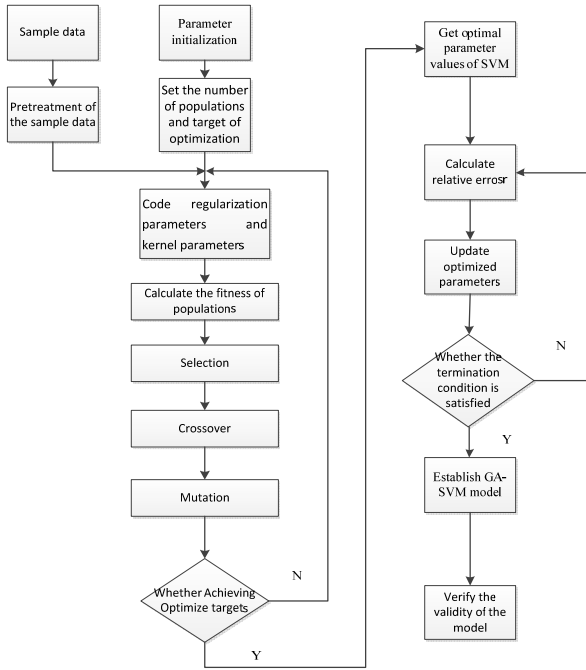 Sample data
Pretreatment of
the sample data
Parameter
initialization
Set the number
of populations
and target of
optimization
Code regularization
parameters and
kernel parameters
Calculate the fitness of
populations
Selection
Crossover
Mutation
Whether Achieving
Optimize targets
N
Y
Get optimal
parameter
values of SVM
Calculate
relative errosr
Update
optimized
parameters
Whether the
termination
condition is
satisfied
N
Y
Establish GA-
SVM model
Verify the
validity of the
model